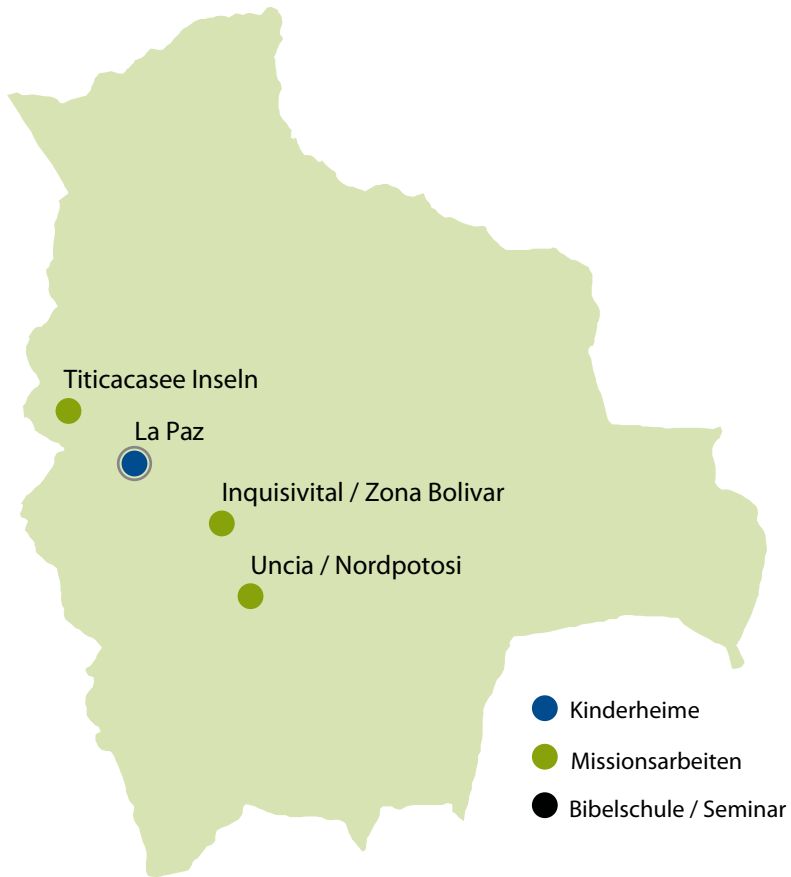 Titicacasee Inseln
La Paz
Inquisivital / Zona Bolivar
Uncia / Nordpotosi
Kinderheime
Missionsarbeiten
Bibelschule / Seminar